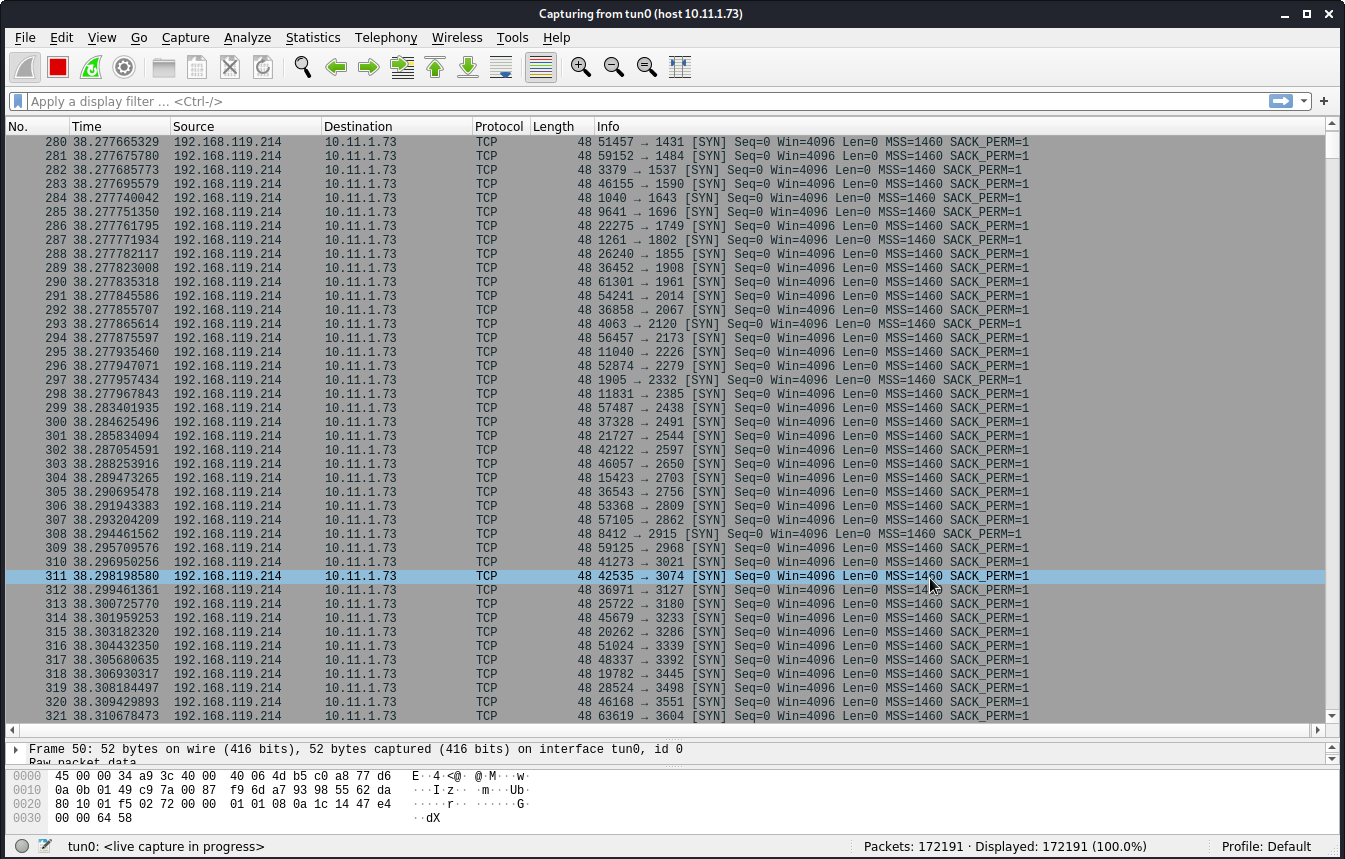 Capturing from tun0 (host 10.11.1.73)
File Edit View Go Capture Analyze Statistics Telephony Wireless Tools Help
Apply a display filter ... <Ctrl-/>
No. Time Source Destination Protocol Length Info
280 38.277665329 192.168.119.214 10.11.1.73 TCP 48 51457 → 1431 [SYN] Seq=0 Win=4096 Len=0 MSS=1460 SACK_PERM=1
281 38.277675780 192.168.119.214 10.11.1.73 TCP 48 59152 → 1484 [SYN] Seq=0 Win=4096 Len=0 MSS=1460 SACK_PERM=1
282 38.277685773 192.168.119.214 10.11.1.73 TCP 48 3379 → 1537 [SYN] Seq=0 Win=4096 Len=0 MSS=1460 SACK_PERM=1
283 38.277695579 192.168.119.214 10.11.1.73 TCP 48 46155 → 1590 [SYN] Seq=0 Win=4096 Len=0 MSS=1460 SACK_PERM=1
284 38.277740042 192.168.119.214 10.11.1.73 TCP 48 1040 → 1643 [SYN] Seq=0 Win=4096 Len=0 MSS=1460 SACK_PERM=1
285 38.277751350 192.168.119.214 10.11.1.73 TCP 48 9641 → 1696 [SYN] Seq=0 Win=4096 Len=0 MSS=1460 SACK_PERM=1
286 38.277761795 192.168.119.214 10.11.1.73 TCP 48 22275 → 1749 [SYN] Seq=0 Win=4096 Len=0 MSS=1460 SACK_PERM=1
287 38.277771934 192.168.119.214 10.11.1.73 TCP 48 1261 → 1802 [SYN] Seq=0 Win=4096 Len=0 MSS=1460 SACK_PERM=1
288 38.277782117 192.168.119.214 10.11.1.73 TCP 48 26240 → 1855 [SYN] Seq=0 Win=4096 Len=0 MSS=1460 SACK_PERM=1
289 38.277823008 192.168.119.214 10.11.1.73 TCP 48 36452 → 1908 [SYN] Seq=0 Win=4096 Len=0 MSS=1460 SACK_PERM=1
290 38.277835318 192.168.119.214 10.11.1.73 TCP 48 61301 → 1961 [SYN] Seq=0 Win=4096 Len=0 MSS=1460 SACK_PERM=1
291 38.277845586 192.168.119.214 10.11.1.73 TCP 48 54241 → 2014 [SYN] Seq=0 Win=4096 Len=0 MSS=1460 SACK_PERM=1
292 38.277855707 192.168.119.214 10.11.1.73 TCP 48 36858 → 2067 [SYN] Seq=0 Win=4096 Len=0 MSS=1460 SACK_PERM=1
293 38.277865614 192.168.119.214 10.11.1.73 TCP 48 4063 → 2120 [SYN] Seq=0 Win=4096 Len=0 MSS=1460 SACK_PERM=1
294 38.277875597 192.168.119.214 10.11.1.73 TCP 48 56457 → 2173 [SYN] Seq=0 Win=4096 Len=0 MSS=1460 SACK_PERM=1
295 38.277935460 192.168.119.214 10.11.1.73 TCP 48 11040 → 2226 [SYN] Seq=0 Win=4096 Len=0 MSS=1460 SACK_PERM=1
296 38.277947071 192.168.119.214 10.11.1.73 TCP 48 52874 → 2279 [SYN] Seq=0 Win=4096 Len=0 MSS=1460 SACK_PERM=1
297 38.277957434 192.168.119.214 10.11.1.73 TCP 48 1905 → 2332 [SYN] Seq=0 Win=4096 Len=0 MSS=1460 SACK_PERM=1
298 38.277967843 192.168.119.214 10.11.1.73 TCP 48 11831 → 2385 [SYN] Seq=0 Win=4096 Len=0 MSS=1460 SACK_PERM=1
299 38.283401935 192.168.119.214 10.11.1.73 TCP 48 57487 → 2438 [SYN] Seq=0 Win=4096 Len=0 MSS=1460 SACK_PERM=1
300 38.284625496 192.168.119.214 10.11.1.73 TCP 48 37328 → 2491 [SYN] Seq=0 Win=4096 Len=0 MSS=1460 SACK_PERM=1
301 38.285834094 192.168.119.214 10.11.1.73 TCP 48 21727 → 2544 [SYN] Seq=0 Win=4096 Len=0 MSS=1460 SACK_PERM=1
302 38.287054591 192.168.119.214 10.11.1.73 TCP 48 42122 → 2597 [SYN] Seq=0 Win=4096 Len=0 MSS=1460 SACK_PERM=1
303 38.288253916 192.168.119.214 10.11.1.73 TCP 48 46057 → 2650 [SYN] Seq=0 Win=4096 Len=0 MSS=1460 SACK_PERM=1
304 38.289473265 192.168.119.214 10.11.1.73 TCP 48 15423 → 2703 [SYN] Seq=0 Win=4096 Len=0 MSS=1460 SACK_PERM=1
305 38.290695478 192.168.119.214 10.11.1.73 TCP 48 36543 → 2756 [SYN] Seq=0 Win=4096 Len=0 MSS=1460 SACK_PERM=1
306 38.291943383 192.168.119.214 10.11.1.73 TCP 48 53368 → 2809 [SYN] Seq=0 Win=4096 Len=0 MSS=1460 SACK_PERM=1
307 38.293204209 192.168.119.214 10.11.1.73 TCP 48 57105 → 2862 [SYN] Seq=0 Win=4096 Len=0 MSS=1460 SACK_PERM=1
308 38.294461562 192.168.119.214 10.11.1.73 TCP 48 8412 → 2915 [SYN] Seq=0 Win=4096 Len=0 MSS=1460 SACK_PERM=1
309 38.295709576 192.168.119.214 10.11.1.73 TCP 48 59125 → 2968 [SYN] Seq=0 Win=4096 Len=0 MSS=1460 SACK_PERM=1
310 38.296950256 192.168.119.214 10.11.1.73 TCP 48 41273 → 3021 [SYN] Seq=0 Win=4096 Len=0 MSS=1460 SACK_PERM=1
311 38.298198580 192.168.119.214 10.11.1.73 TCP 48 42535 → 3074 [SYN] Seq=0 Win=4096 Len=0 MSS=1460 SACK_PERM=1
312 38.299461361 192.168.119.214 10.11.1.73 TCP 48 36971 → 3127 [SYN] Seq=0 Win=4096 Len=0 MSS=1460 SACK_PERM=1
313 38.300725770 192.168.119.214 10.11.1.73 TCP 48 25722 → 3180 [SYN] Seq=0 Win=4096 Len=0 MSS=1460 SACK_PERM=1
314 38.301959253 192.168.119.214 10.11.1.73 TCP 48 45679 → 3233 [SYN] Seq=0 Win=4096 Len=0 MSS=1460 SACK_PERM=1
315 38.303182320 192.168.119.214 10.11.1.73 TCP 48 20262 → 3286 [SYN] Seq=0 Win=4096 Len=0 MSS=1460 SACK_PERM=1
316 38.304432350 192.168.119.214 10.11.1.73 TCP 48 51024 → 3339 [SYN] Seq=0 Win=4096 Len=0 MSS=1460 SACK_PERM=1
317 38.305680635 192.168.119.214 10.11.1.73 TCP 48 48337 → 3392 [SYN] Seq=0 Win=4096 Len=0 MSS=1460 SACK_PERM=1
318 38.306930317 192.168.119.214 10.11.1.73 TCP 48 19782 → 3445 [SYN] Seq=0 Win=4096 Len=0 MSS=1460 SACK_PERM=1
319 38.308184497 192.168.119.214 10.11.1.73 TCP 48 28524 → 3498 [SYN] Seq=0 Win=4096 Len=0 MSS=1460 SACK_PERM=1
320 38.309429893 192.168.119.214 10.11.1.73 TCP 48 46168 → 3551 [SYN] Seq=0 Win=4096 Len=0 MSS=1460 SACK_PERM=1
321 38.310678473 192.168.119.214 10.11.1.73 TCP 48 63619 → 3604 [SYN] Seq=0 Win=4096 Len=0 MSS=1460 SACK_PERM=1
Frame 50: 52 bytes on wire (416 bits), 52 bytes captured (416 bits) on interface tun0, id 0
Raw packet data
0000 45 00 00 34 a9 3c 40 00 40 06 4d b5 c0 a8 77 d6 E··4·<@· @·M···w·
0010 0a 0b 01 49 c9 7a 00 87 f9 6d a7 93 98 55 62 da ···I·z·· ·m···Ub·
0020 80 10 01 f5 02 72 00 00 01 01 08 0a 1c 14 47 e4 ·····r·· ······G·
0030 00 00 64 58 ··dX
tun0: <live capture in progress> Packets: 172191 · Displayed: 172191 (100.0%) Profile: Default